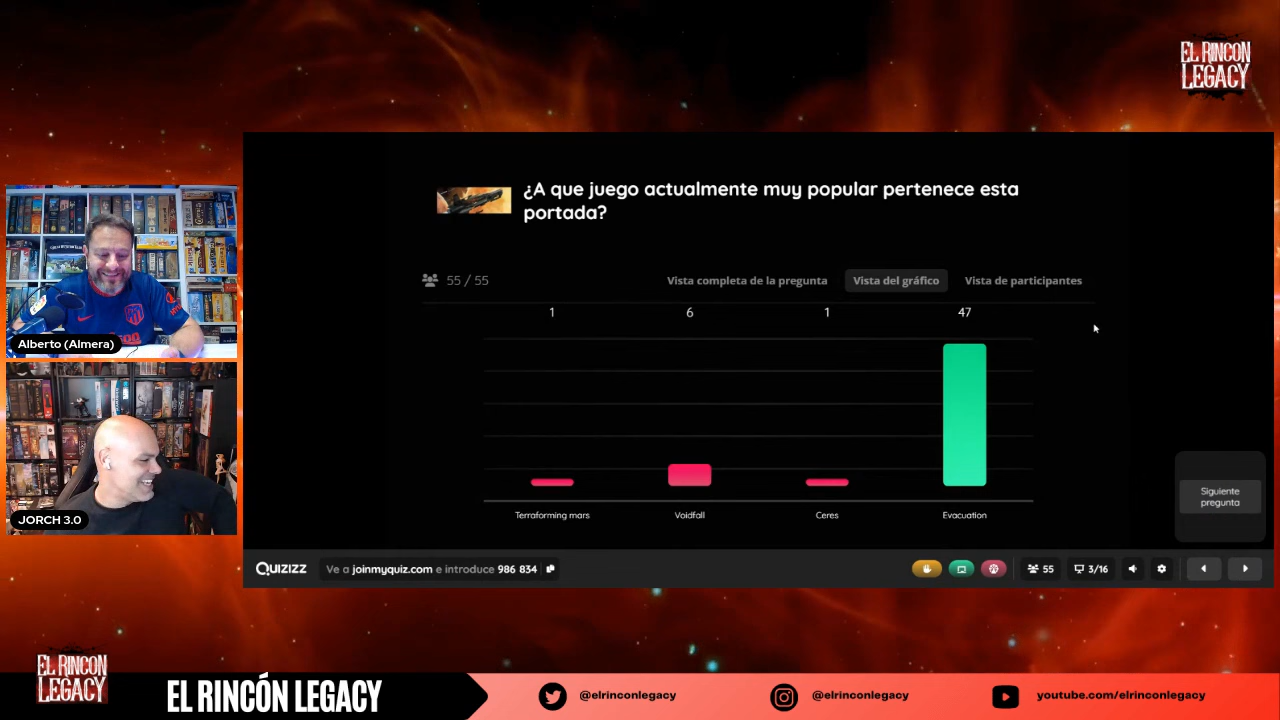 EL RINCON
LEGACY
¿A que juego actualmente muy popular pertenece esta
portada?
55 / 55
Vista completa de la pregunta
Vista del gráfico
Vista de participantes
1
6
1
47
Terraforming mars
Voidfall
Ceres
Evacuation
Siguiente
pregunta
Alberto (Almera)
JORCH 3.0
QUIZIZZ
Ve a joinmyquiz.com e introduce 986 834
55
3/16
EL RINCON
LEGACY
EL RINCÓN LEGACY
@elrinconlegacy
@elrinconlegacy
youtube.com/elrinconlegacy